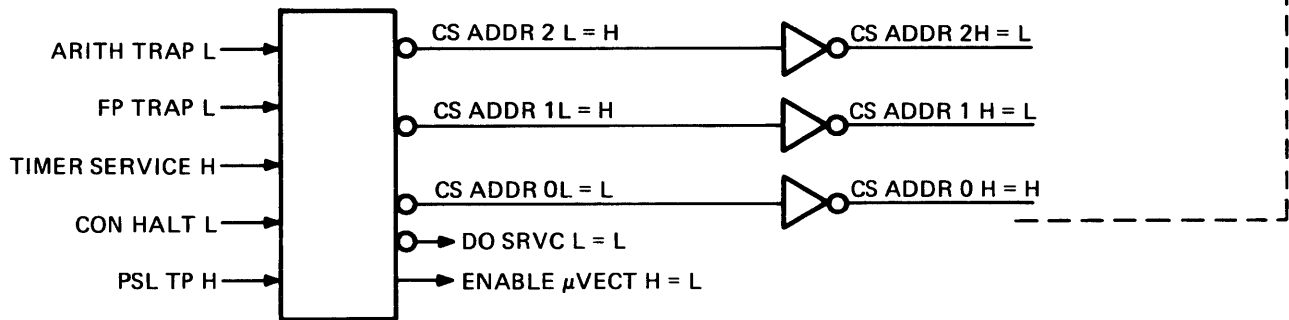 ARITH TRAP L
FP TRAP L
TIMER SERVICE H
CON HALT L
PSL TP H
CS ADDR 2 L = H
CS ADDR 2H = L
CS ADDR 1L = H
CS ADDR 1 H = L
CS ADDR 0L = L
CS ADDR 0 H = H
DO SRVC L = L
ENABLE μVECT H = L